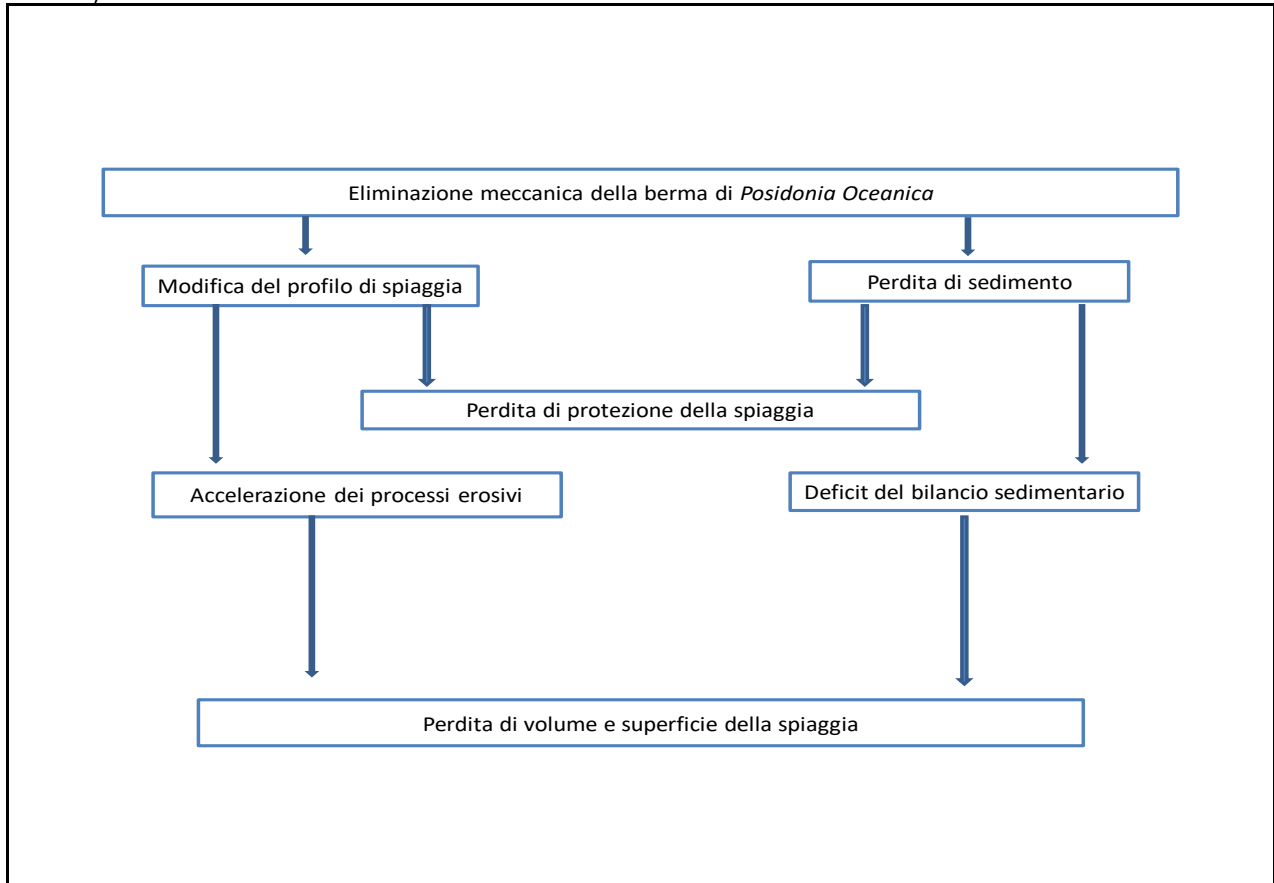 Eliminazione meccanica della berma di Posidonia Oceanica
Modifica del profilo di spiaggia
Perdita di sedimento
Perdita di protezione della spiaggia
Accelerazione dei processi erosivi
Deficit del bilancio sedimentario
Perdita di volume e superficie della spiaggia